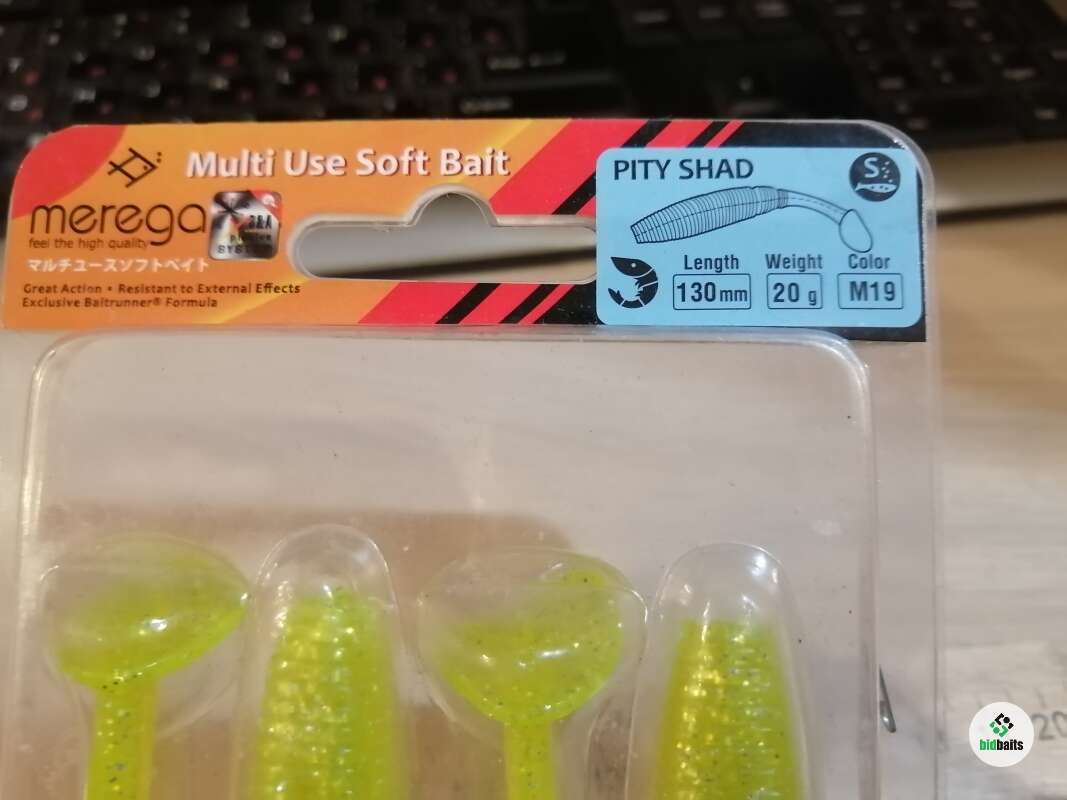 Multi Use Soft Bait
merega
feel the high quality
マルチユースソフトベイト
Great Action • Resistant to External Effects
Exclusive Baitrunner® Formula
S&A
SYSTEM
PITY SHAD
S
Length Weight Color
130mm 20 g M19
bidbaits
20